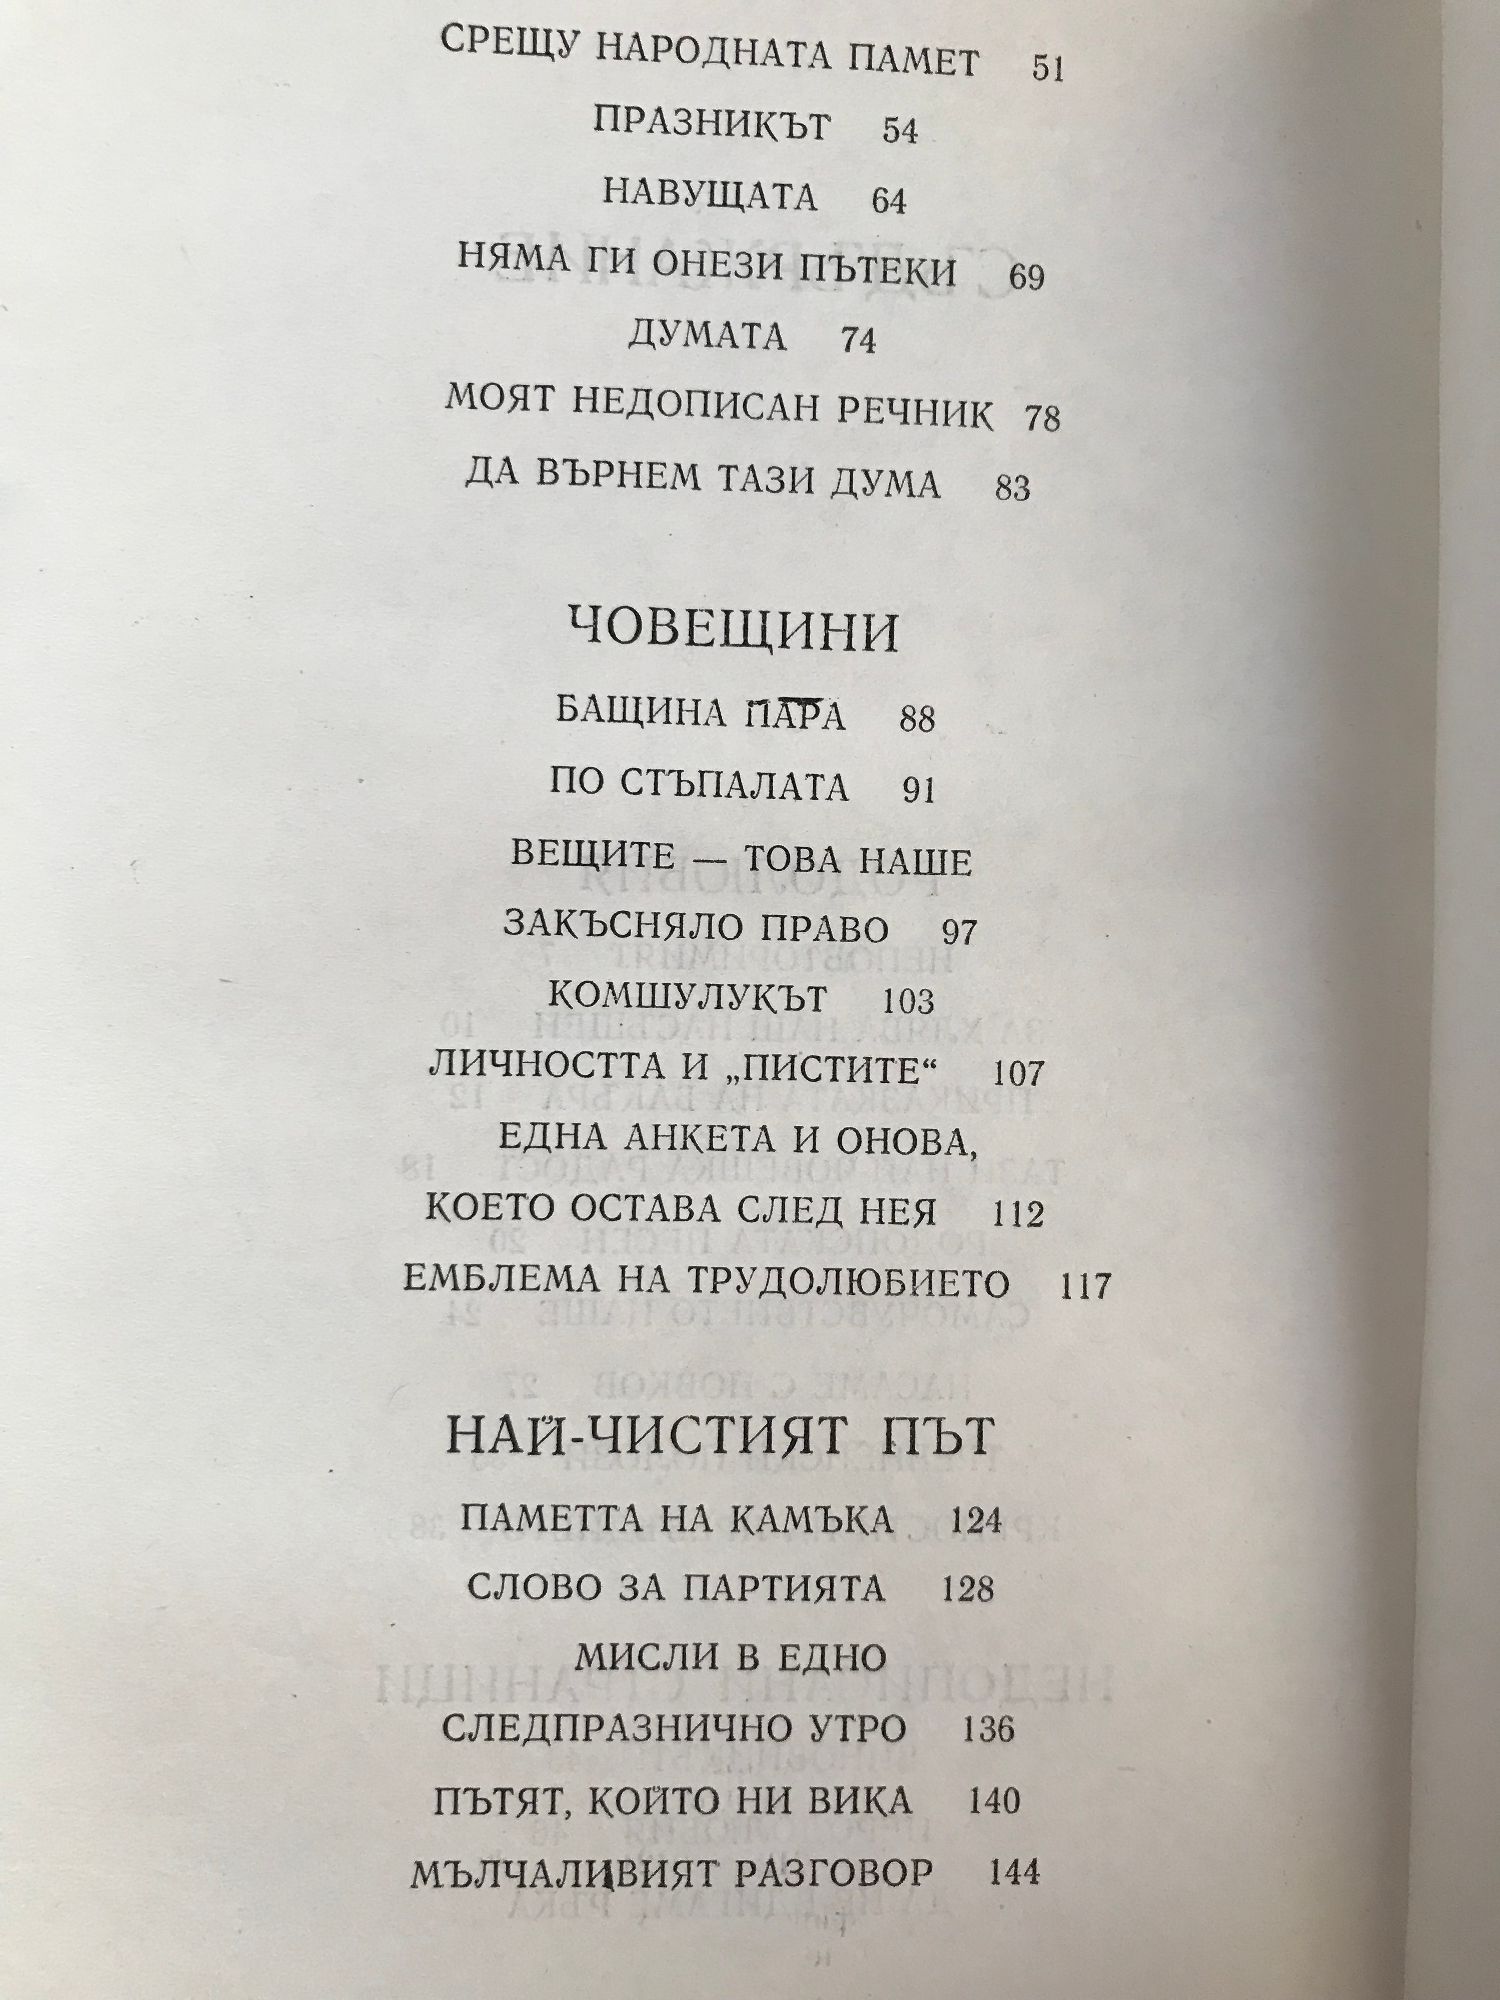 СРЕЩУ НАРОДНАТА ПАМЕТ 51
ПРАЗНИКЪТ 54
НАВУЩАТА 64
НЯМА ГИ ОНЕЗИ ПЪТЕКИ 69
ДУМАТА 74
МОЯТ НЕДОПИСАН РЕЧНИК 78
ДА ВЪРНЕМ ТАЗИ ДУМА 83
ЧОВЕЩИНИ
БАЩИНА ПАРА 88
ПО СТЪПАЛАТА 91
ВЕЩИТЕ — ТОВА НАШЕ
ЗАКЪСНЯЛО ПРАВО 97
КОМШУЛУКЪТ 103
ЛИЧНОСТТА И „ПИСТИТЕ“ 107
ЕДНА АНКЕТА И ОНОВА,
КОЕТО ОСТАВА СЛЕД НЕЯ 112
ЕМБЛЕМА НА ТРУДОЛЮБИЕТО 117
НАЙ-ЧИСТИЯТ ПЪТ
ПАМЕТТА НА КАМЪКА 124
СЛОВО ЗА ПАРТИЯТА 128
МИСЛИ В ЕДНО
СЛЕДПРАЗНИЧНО УТРО 136
ПЪТЯТ, КОЙТО НИ ВИКА 140
МЪЛЧАЛИВИЯТ РАЗГОВОР 144